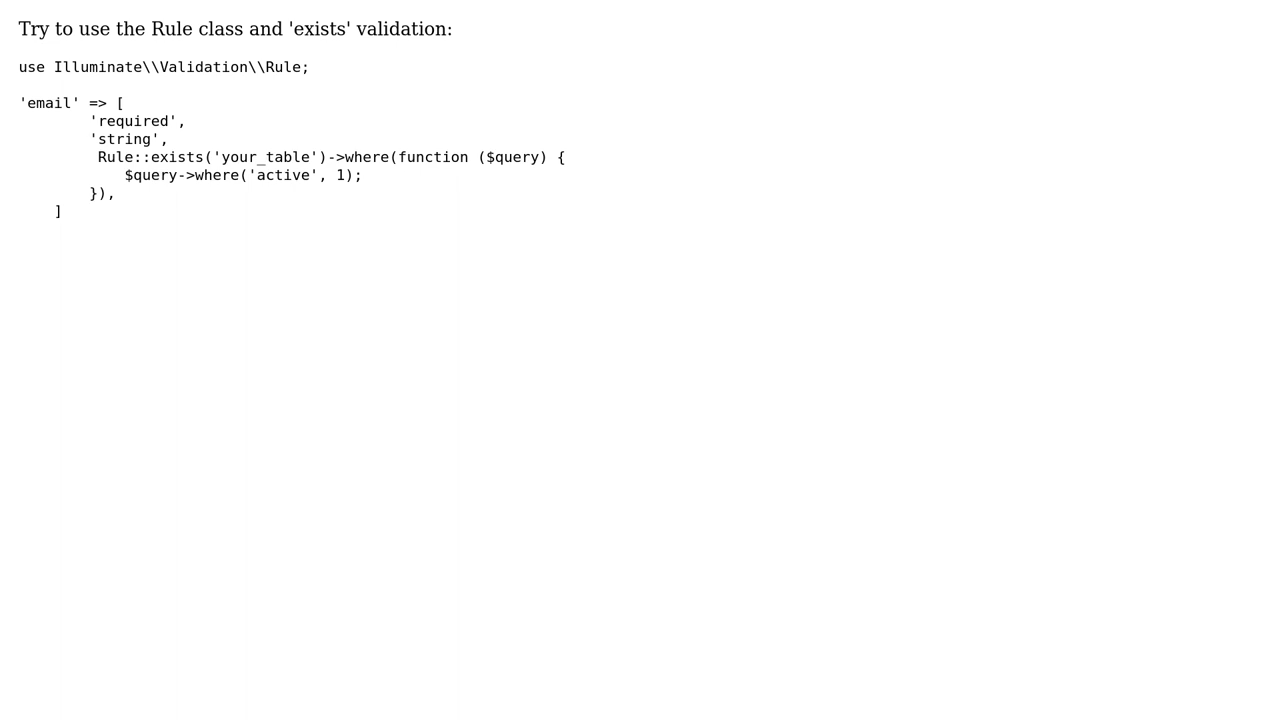 Try to use the Rule class and 'exists' validation:
use Illuminate\\Validation\\Rule;
'email' => [
        'required',
        'string',
         Rule::exists('your_table')->where(function ($query) {
            $query->where('active', 1);
        }),
    ]